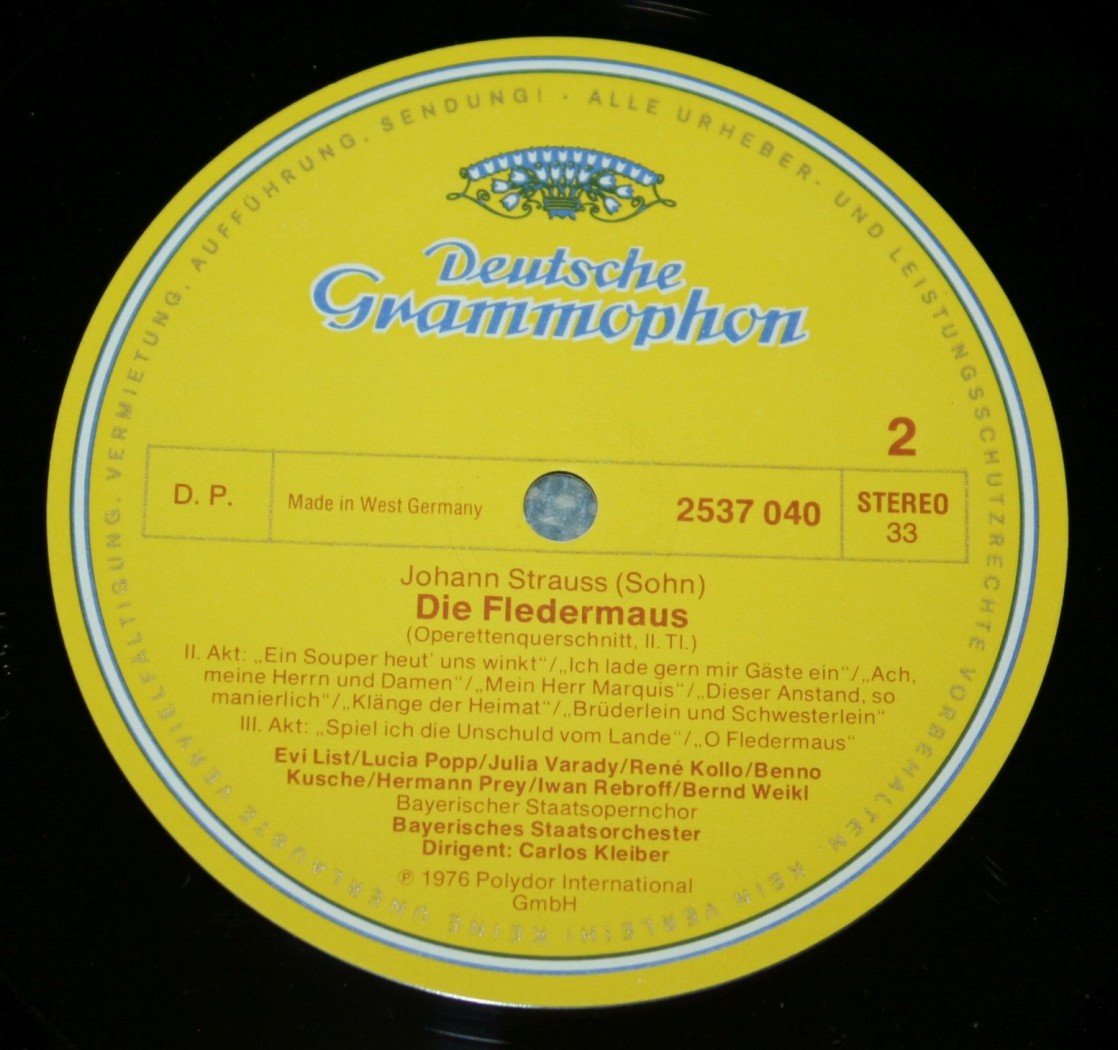 Deutsche
Grammophon
2
D. P.
Made in West Germany
2537 040
STEREO
33
Johann Strauss (Sohn)
Die Fledermaus
(Operettenquerschnitt, II. Tl.)
II. Akt: „Ein Souper heut' uns winkt“/„Ich lade gern mir Gäste ein“/„Ach,
meine Herrn und Damen“/„Mein Herr Marquis“/„Dieser Anstand, so
manierlich“/„Klänge der Heimat“/„Brüderlein und Schwesterlein“
III. Akt: „Spiel ich die Unschuld vom Lande“/„O Fledermaus“
Evi List/Lucia Popp/Julia Varady/René Kollo/Benno
Kusche/Hermann Prey/Iwan Rebroff/Bernd Weikl
Bayerischer Staatsopernchor
Bayerisches Staatsorchester
Dirigent: Carlos Kleiber
℗ 1976 Polydor International
GmbH
ALLE URHEBER- UND LEISTUNGSSCHUTZRECHTE VORBEHALTEN! KEIN VERLEIH! KEINE UNERLAUBTE VERVIELFÄLTIGUNG, VERMIETUNG, AUFFÜHRUNG, SENDUNG! ·